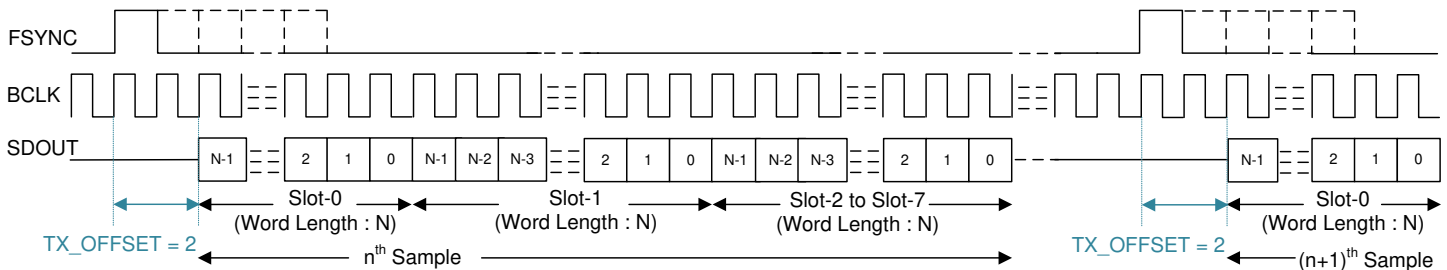 FSYNC
BCLK
SDOUT
N-1 2 1 0 N-1 N-2 N-3 2 1 0 N-1 N-2 N-3 2 1 0 N-1 2 1 0
Slot-0 Slot-1 Slot-2 to Slot-7 Slot-0
(Word Length : N) (Word Length : N) (Word Length : N) (Word Length : N)
TX_OFFSET = 2 nth Sample TX_OFFSET = 2 (n+1)th Sample